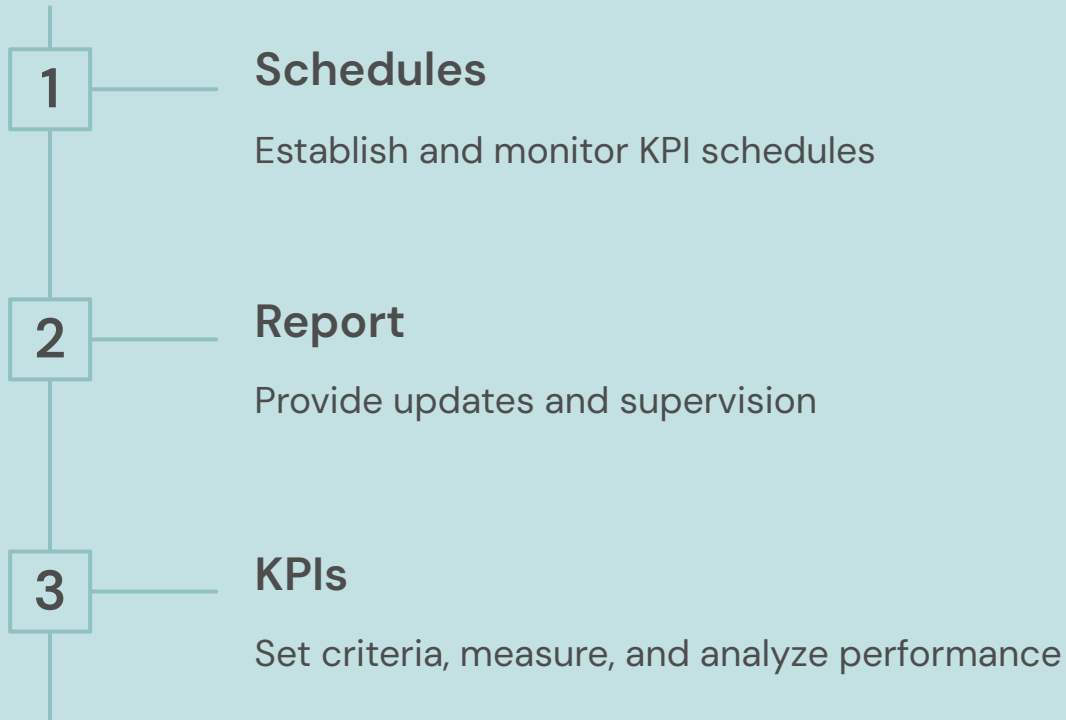 1
Schedules
Establish and monitor KPI schedules
2
Report
Provide updates and supervision
3
KPIs
Set criteria, measure, and analyze performance